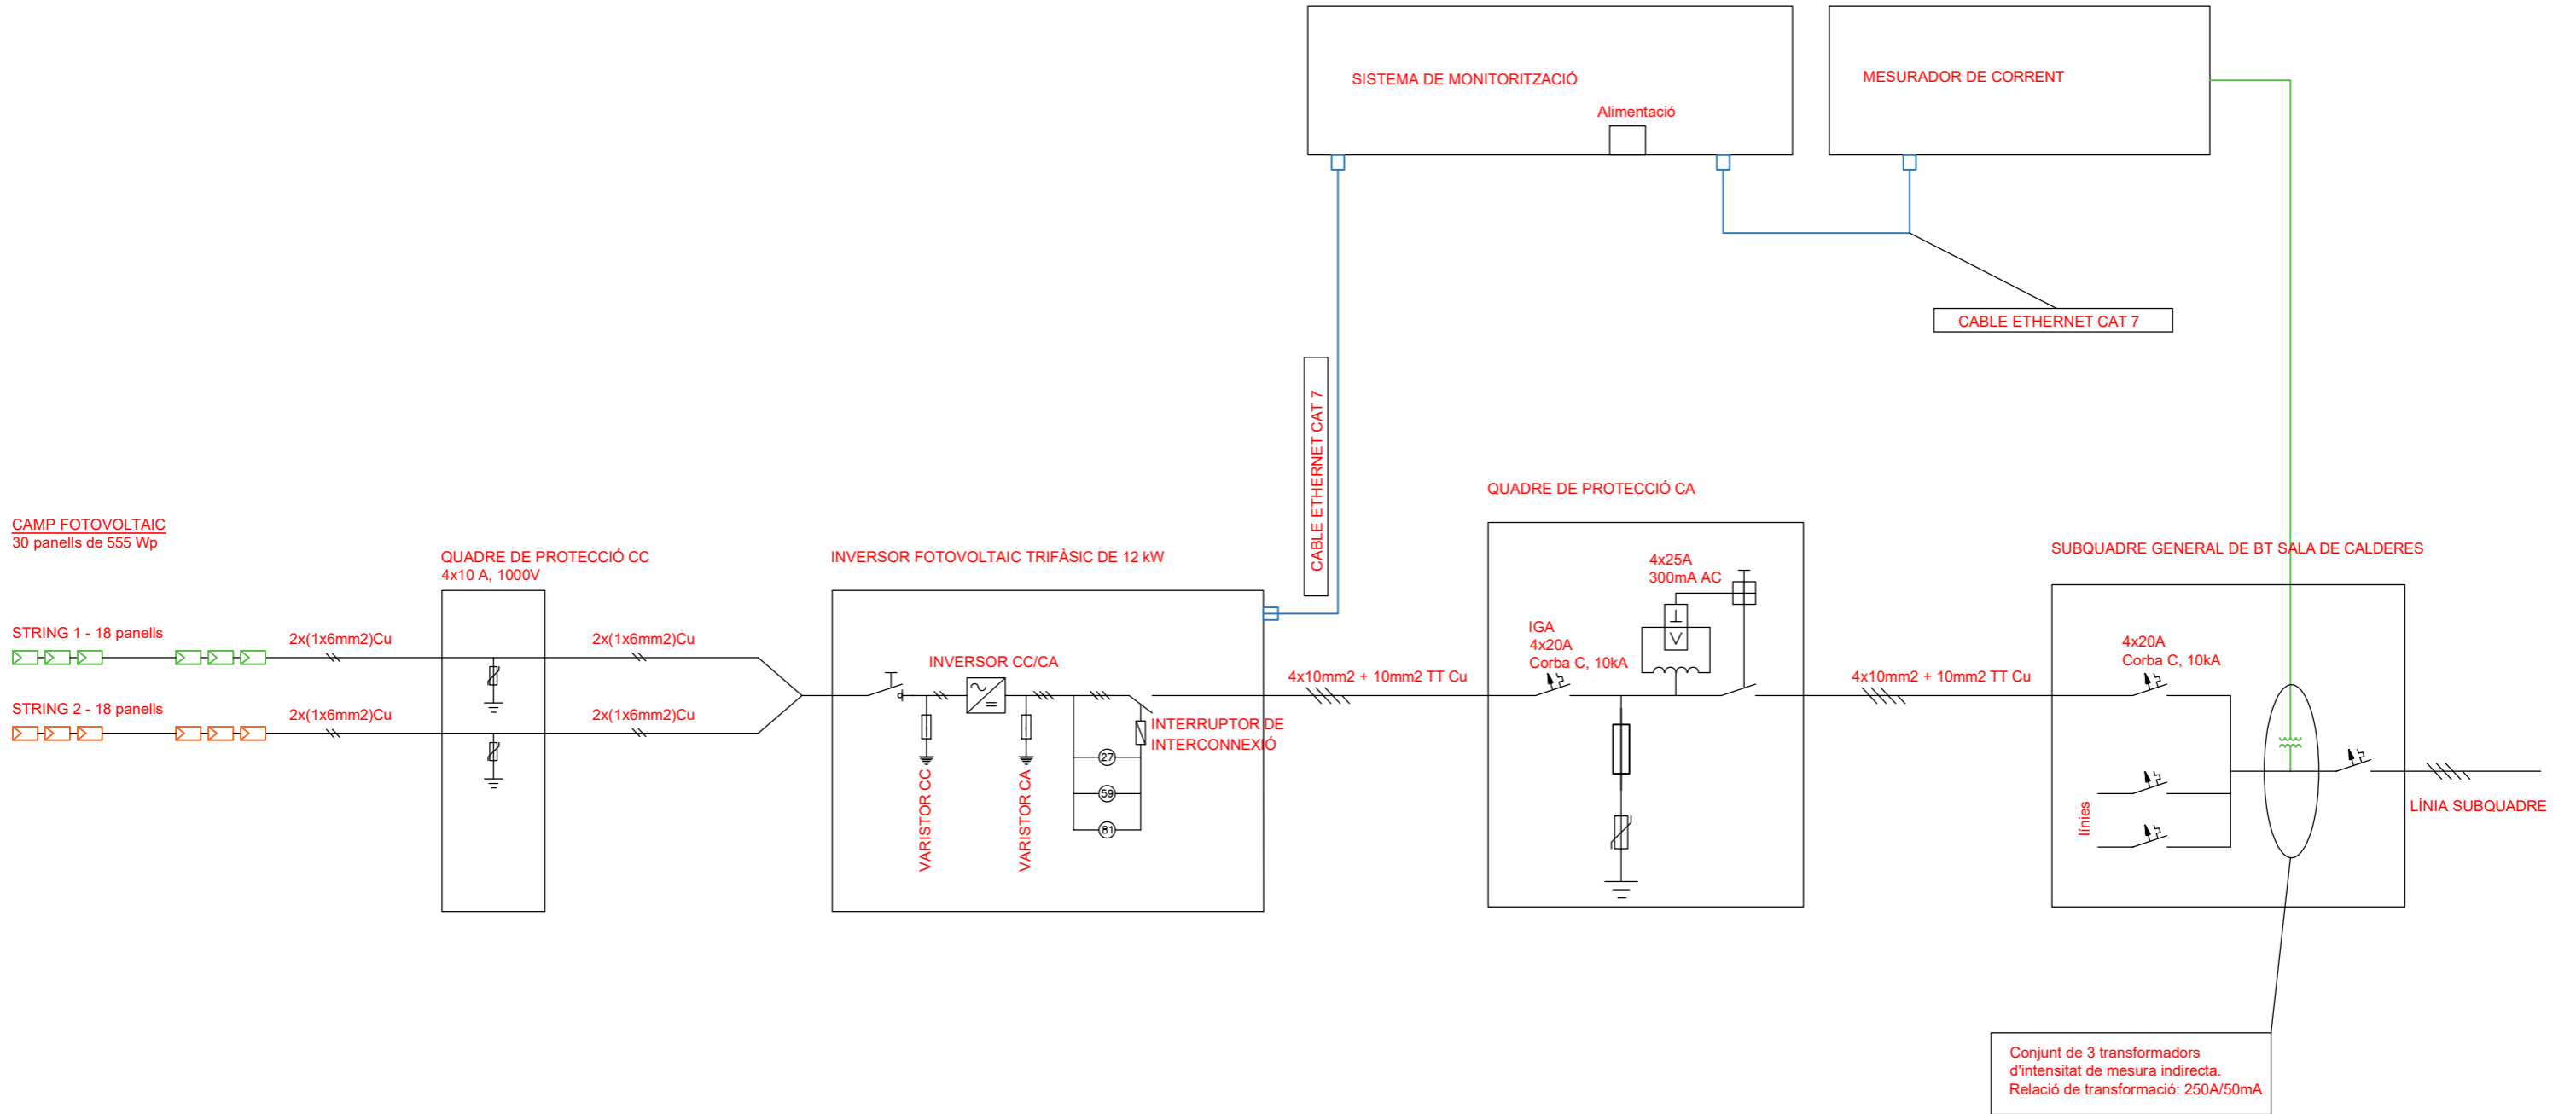 SISTEMA DE MONITORITZACIÓ
Alimentació
MESURADOR DE CORRENT
CABLE ETHERNET CAT 7
CABLE ETHERNET CAT 7
CAMP FOTOVOLTAIC
30 panells de 555 Wp
STRING 1 - 18 panells
STRING 2 - 18 panells
2x(1x6mm2)Cu
2x(1x6mm2)Cu
QUADRE DE PROTECCIÓ CC
4x10 A, 1000V
2x(1x6mm2)Cu
2x(1x6mm2)Cu
INVERSOR FOTOVOLTAIC TRIFÀSIC DE 12 kW
INVERSOR CC/CA
VARISTOR CC
VARISTOR CA
27
59
81
INTERRUPTOR DE
INTERCONNEXIÓ
4x10mm2 + 10mm2 TT Cu
QUADRE DE PROTECCIÓ CA
IGA
4x20A
Corba C, 10kA
4x25A
300mA AC
4x10mm2 + 10mm2 TT Cu
SUBQUADRE GENERAL DE BT SALA DE CALDERES
4x20A
Corba C, 10kA
línies
LÍNIA SUBQUADRE
Conjunt de 3 transformadors
d'intensitat de mesura indirecta.
Relació de transformació: 250A/50mA